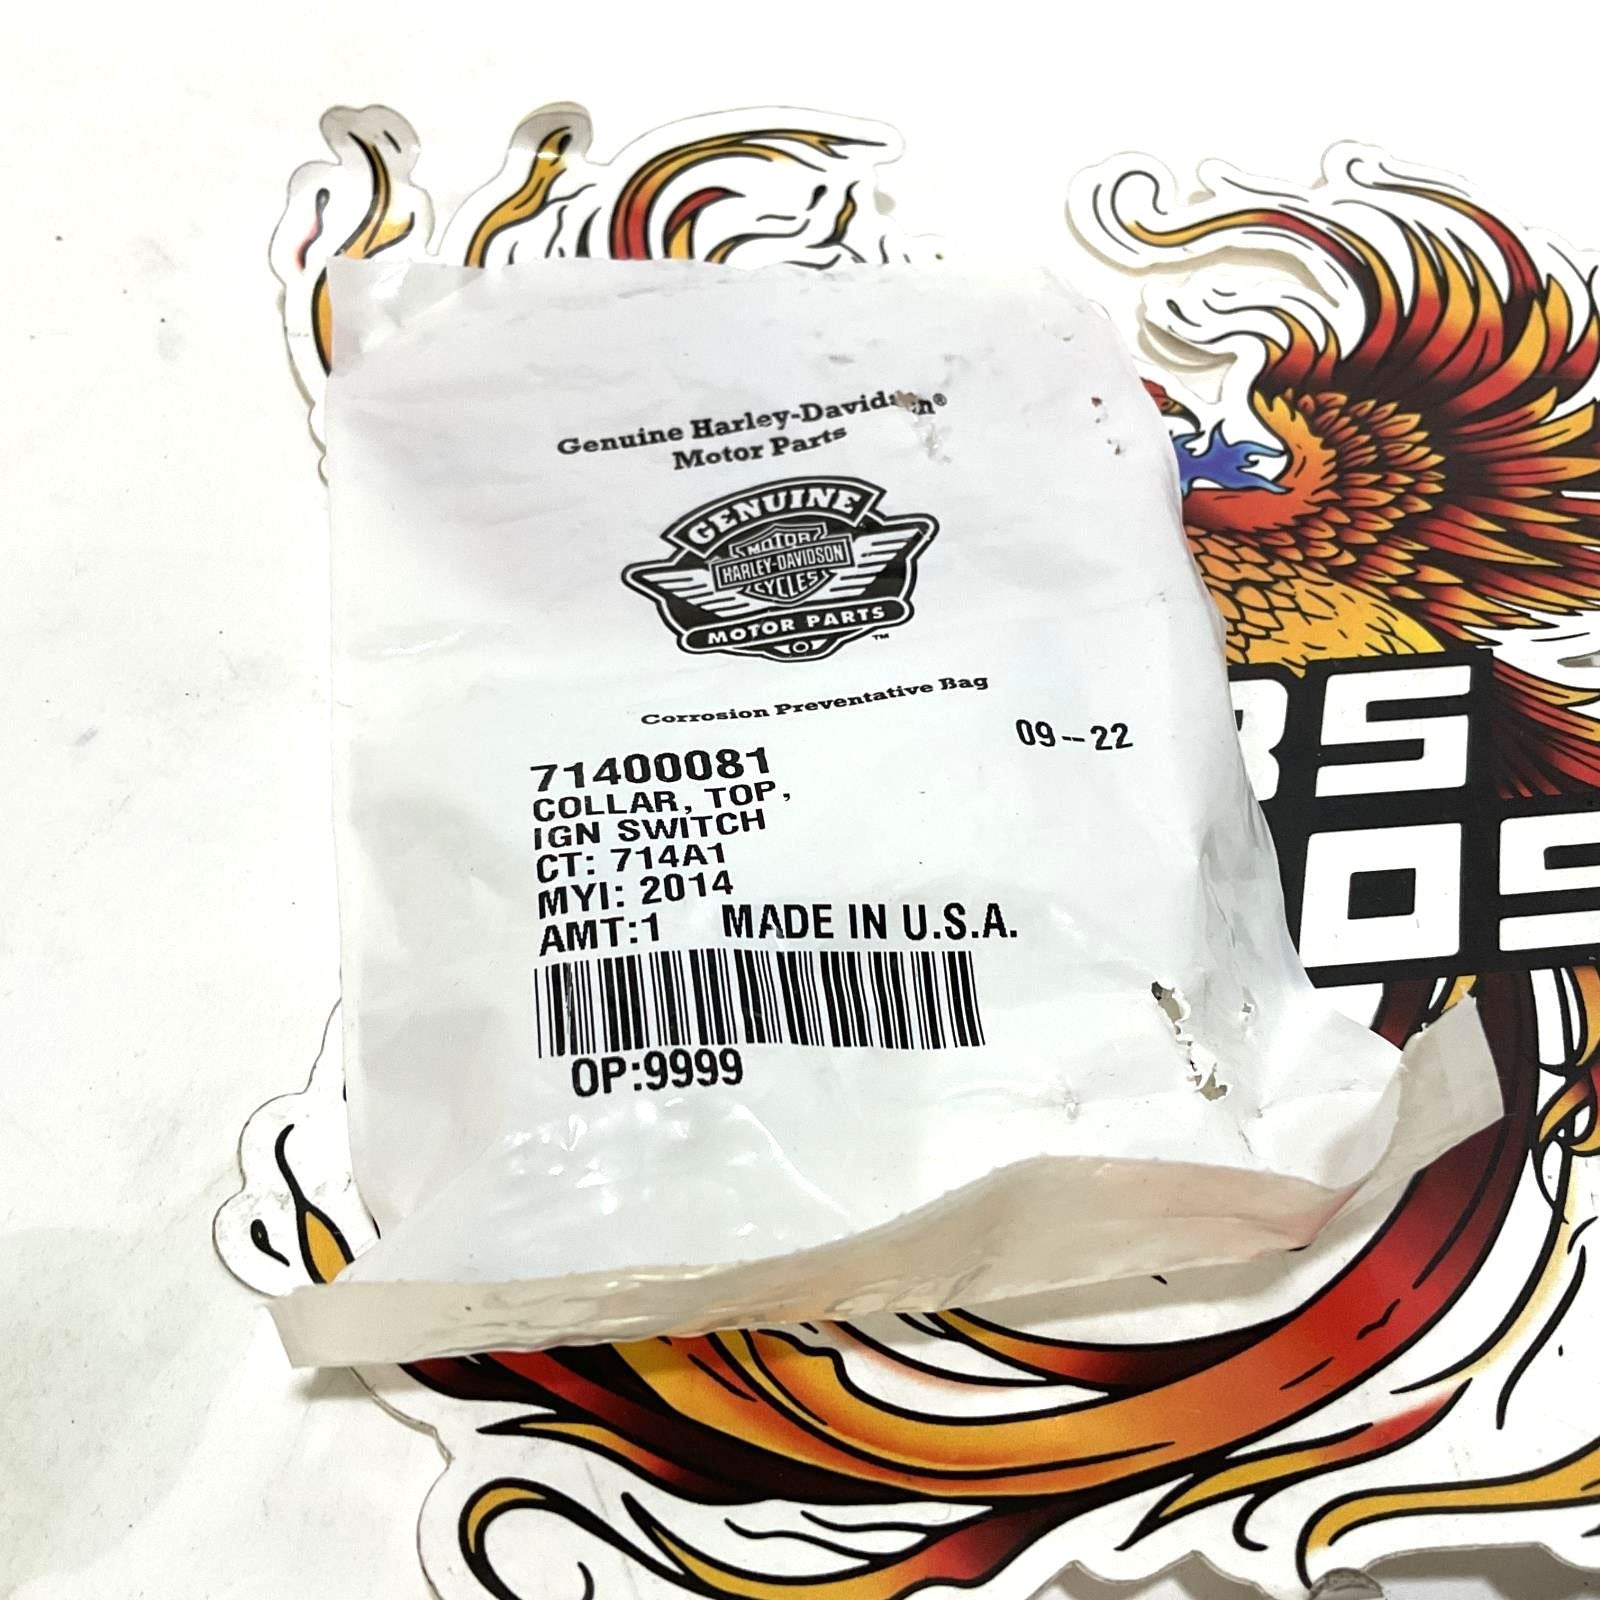 Genuine Harley-Davidson®
Motor Parts
GENUINE
MOTOR
HARLEY-DAVIDSON
CYCLES
MOTOR PARTS
™
Corrosion Preventative Bag
09--22
71400081
COLLAR, TOP,
IGN SWITCH
CT: 714A1
MYI: 2014
AMT:1 MADE IN U.S.A.
OP:9999